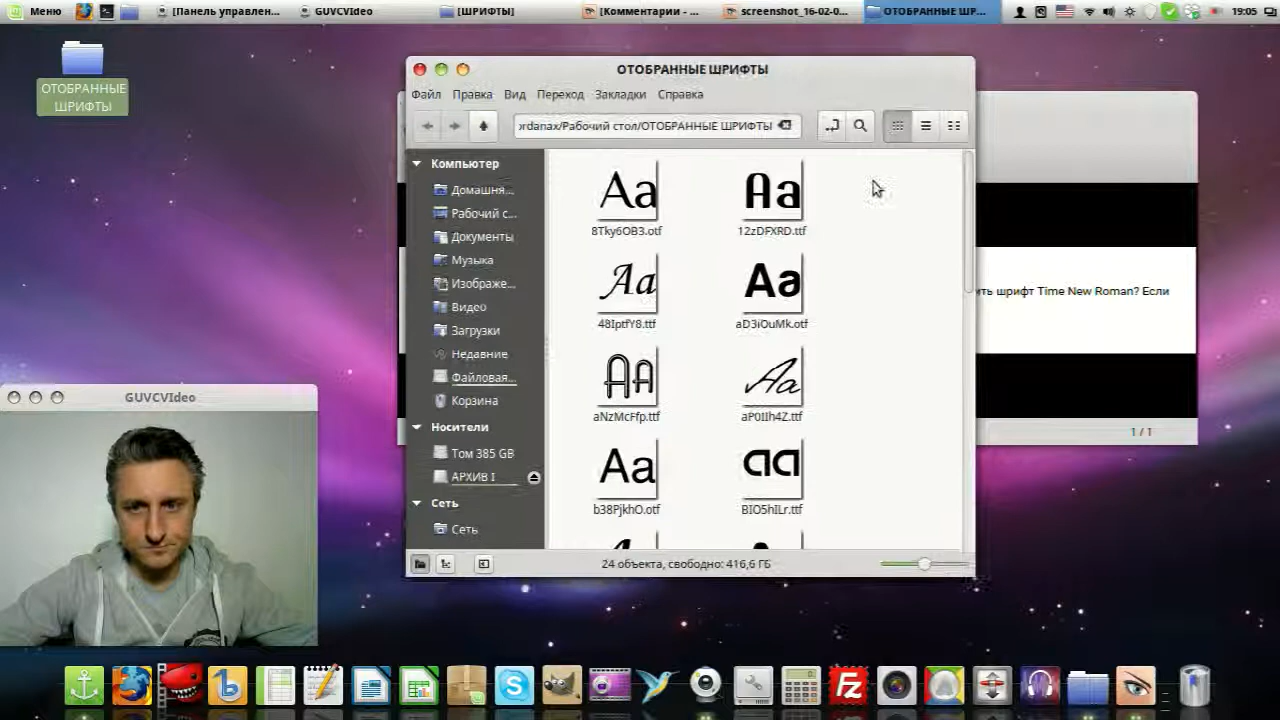 Меню
[Панель управлен...
GUVCVIdeo
[ШРИФТЫ]
[Комментарии - ...
screenshot_16-02-0...
ОТОБРАННЫЕ ШР...
19:05
ОТОБРАННЫЕ
ШРИФТЫ
ОТОБРАННЫЕ ШРИФТЫ
Файл Правка Вид Переход Закладки Справка
rdanax/Рабочий стол/ОТОБРАННЫЕ ШРИФТЫ
Компьютер
Домашня...
Рабочий с...
Документы
Музыка
Изображе...
Видео
Загрузки
Недавние
Файловая...
Корзина
Носители
Том 385 GB
АРХИВ I
Сеть
Сеть
Aa Aa
8Tky6OB3.otf 12zDFXRD.ttf
Aa Aa
48IptfY8.ttf aD3iOuMk.otf
Aa Aa
aNzMcFfp.ttf aP0IIh4Z.ttf
Aa Aa
b38PjkhO.otf BIO5hILr.ttf
24 объекта, свободно: 416,6 ГБ
ить шрифт Time New Roman? Если
1 / 1
GUVCVIdeo